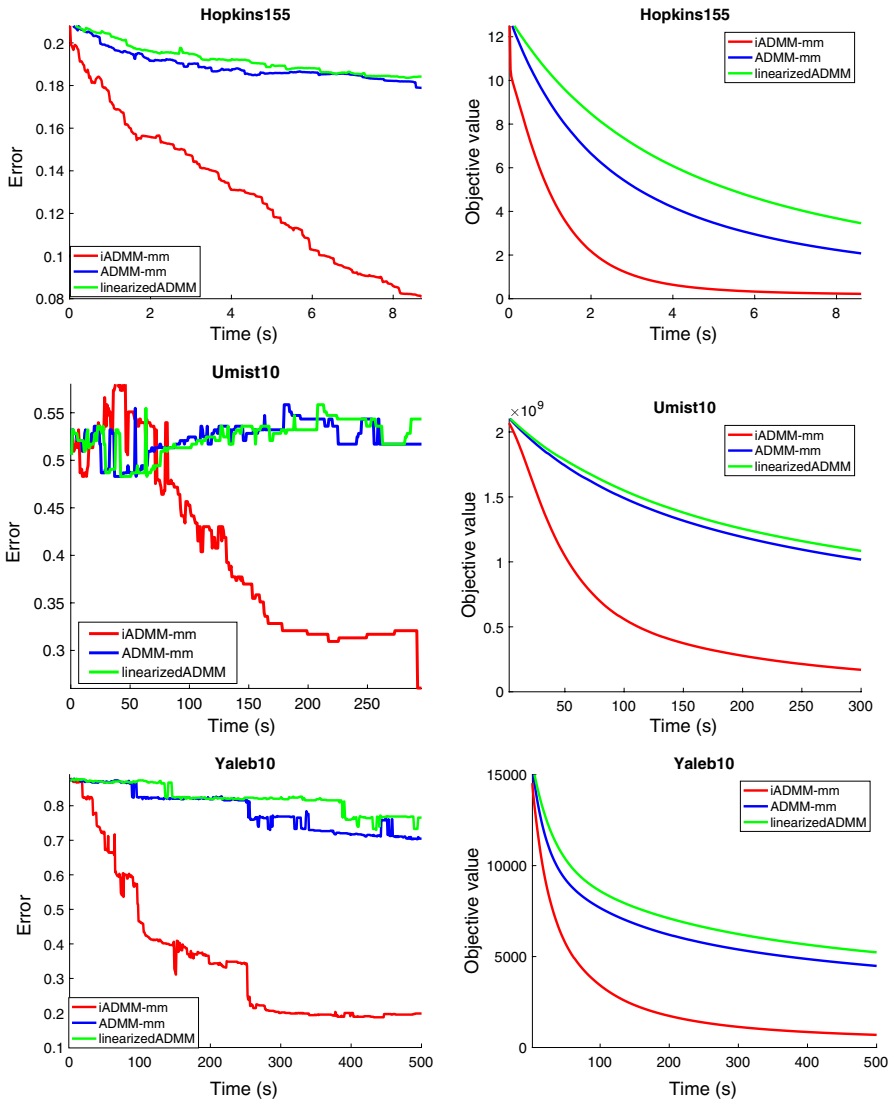 Hopkins155
0.2
0.18
0.16
0.14
0.12
0.1
0.08
Error
iADMM-mm
ADMM-mm
linearizedADMM
0
2
4
6
8
Time (s)
Hopkins155
12
10
8
6
4
2
0
Objective value
iADMM-mm
ADMM-mm
linearizedADMM
0
2
4
6
8
Time (s)
Umist10
0.55
0.5
0.45
0.4
0.35
0.3
Error
iADMM-mm
ADMM-mm
linearizedADMM
0
50
100
150
200
250
Time (s)
Umist10
×10^9
2
1.5
1
0.5
0
Objective value
iADMM-mm
ADMM-mm
linearizedADMM
50
100
150
200
250
300
Time (s)
Yaleb10
0.8
0.7
0.6
0.5
0.4
0.3
0.2
0.1
Error
iADMM-mm
ADMM-mm
linearizedADMM
0
100
200
300
400
500
Time (s)
Yaleb10
15000
10000
5000
0
Objective value
iADMM-mm
ADMM-mm
linearizedADMM
100
200
300
400
500
Time (s)